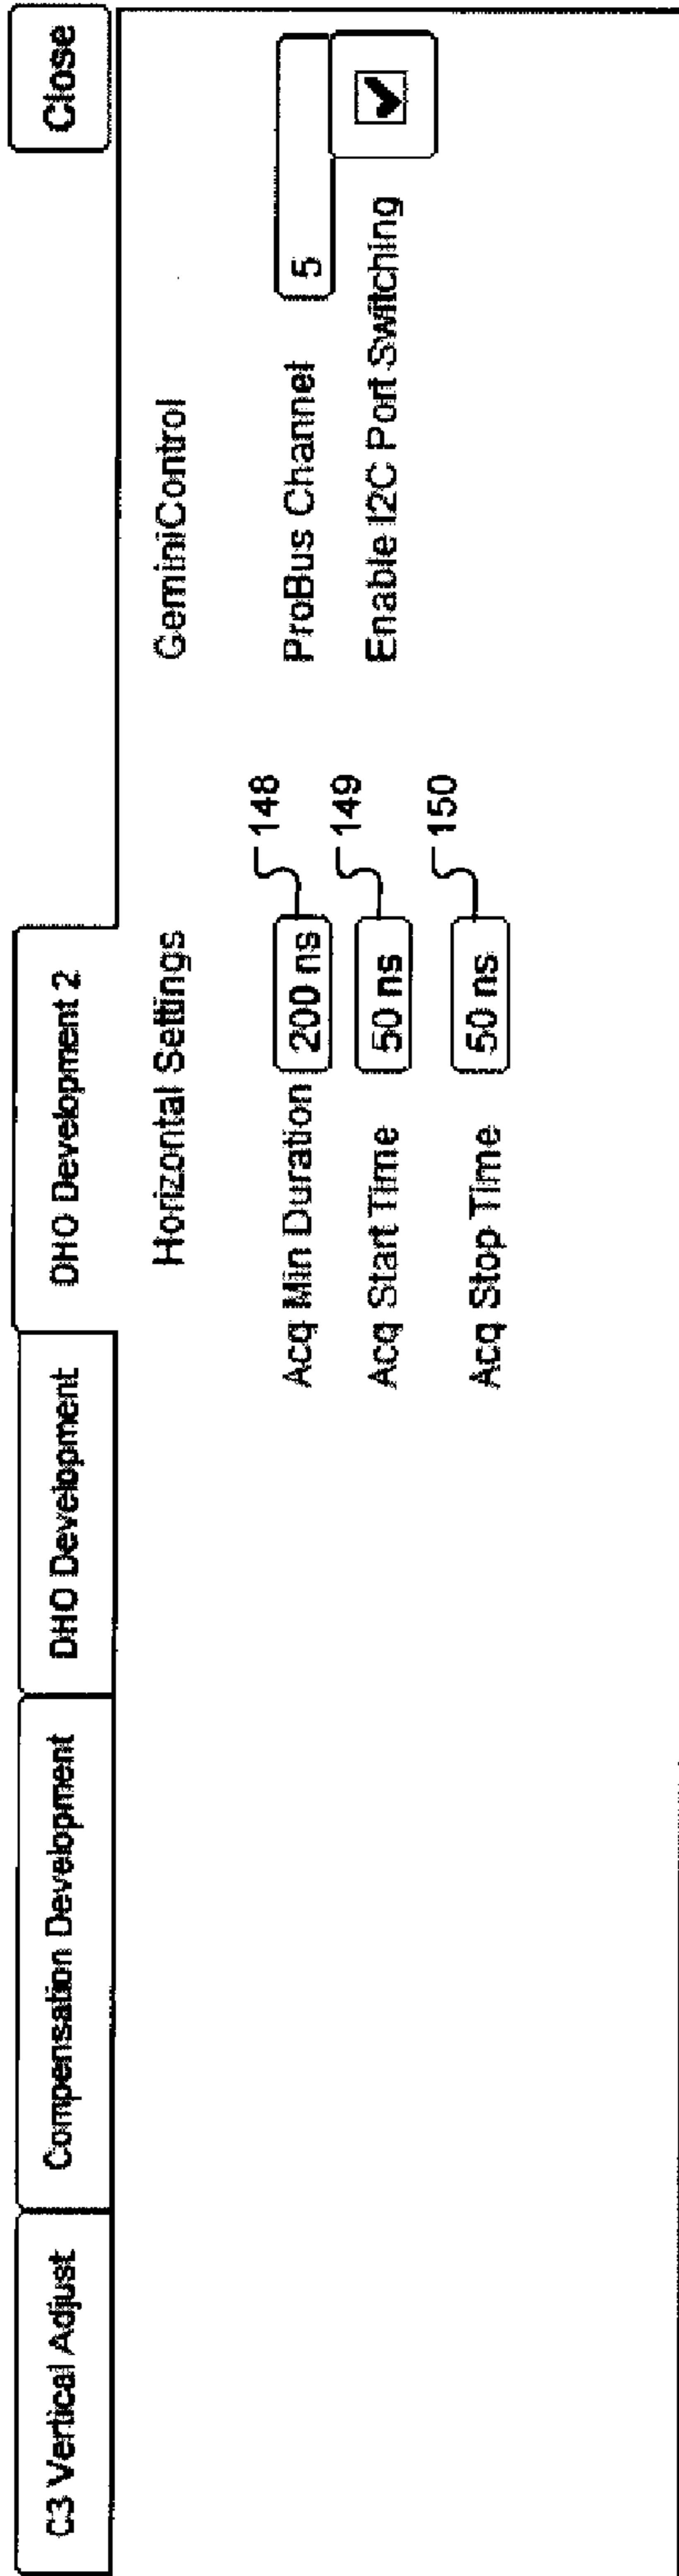 C3 Vertical Adjust
Compensation Development
DHO Development
DHO Development 2
Close
Horizontal Settings
Acq Min Duration 200 ns 148
Acq Start Time 50 ns 149
Acq Stop Time 50 ns 150
GeminiControl
ProBus Channel 5
Enable I2C Port Switching